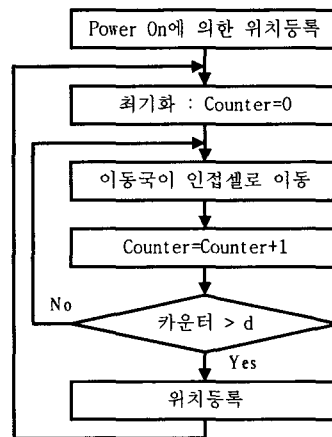 Power On에 의한 위치등록
최기화 : Counter=0
이동국이 인접셀로 이동
Counter=Counter+1
No
카운터 > d
Yes
위치등록